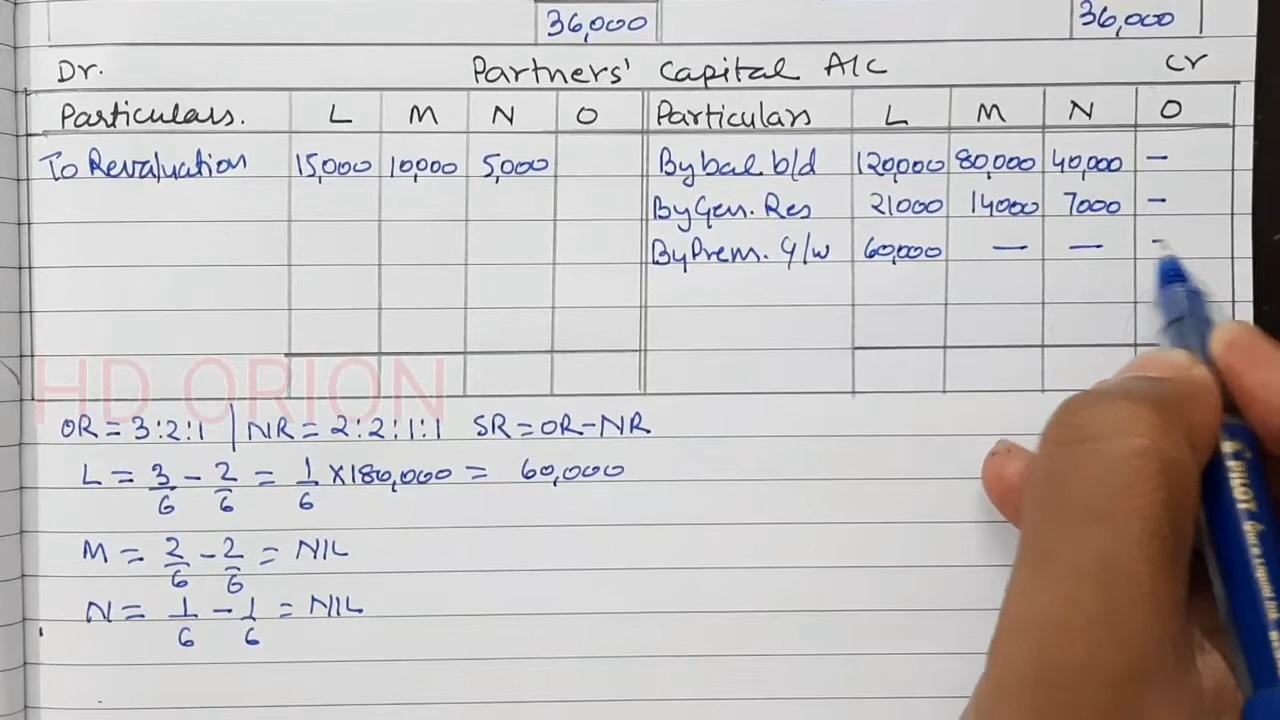 36,000 36,000
Dr. Partners' Capital A/C Cr
Particulars. L M N O Particulars L M N O
To Revaluation 15,000 10,000 5,000 By bal b/d 120,000 80,000 40,000 -
By Gen. Res 21000 14000 7000 -
By Prem. G/w 60,000 - - -
HD ORION
OR = 3:2:1 | NR = 2:2:1:1 SR = OR-NR
L = 3/6 - 2/6 = 1/6 × 180,000 = 60,000
M = 2/6 - 2/6 = NIL
N = 1/6 - 1/6 = NIL
PILOT